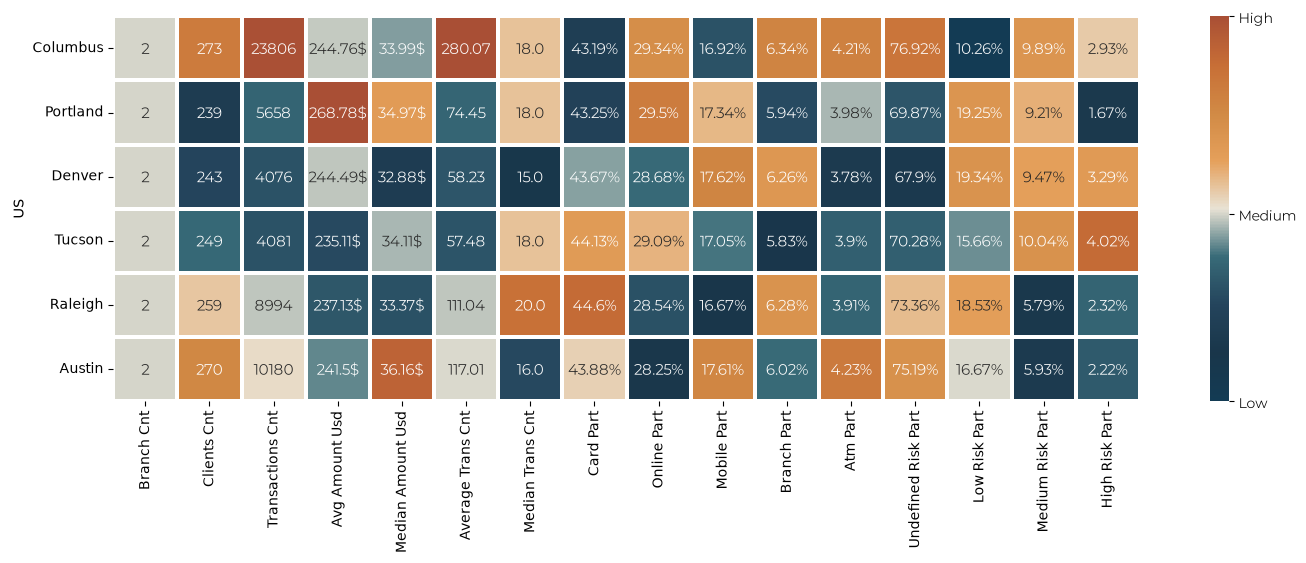 US
Columbus 2 273 23806 244.76$ 33.99$ 280.07 18.0 43.19% 29.34% 16.92% 6.34% 4.21% 76.92% 10.26% 9.89% 2.93%
Portland 2 239 5658 268.78$ 34.97$ 74.45 18.0 43.25% 29.5% 17.34% 5.94% 3.98% 69.87% 19.25% 9.21% 1.67%
Denver 2 243 4076 244.49$ 32.88$ 58.23 15.0 43.67% 28.68% 17.62% 6.26% 3.78% 67.9% 19.34% 9.47% 3.29%
Tucson 2 249 4081 235.11$ 34.11$ 57.48 18.0 44.13% 29.09% 17.05% 5.83% 3.9% 70.28% 15.66% 10.04% 4.02%
Raleigh 2 259 8994 237.13$ 33.37$ 111.04 20.0 44.6% 28.54% 16.67% 6.28% 3.91% 73.36% 18.53% 5.79% 2.32%
Austin 2 270 10180 241.5$ 36.16$ 117.01 16.0 43.88% 28.25% 17.61% 6.02% 4.23% 75.19% 16.67% 5.93% 2.22%
Branch Cnt
Clients Cnt
Transactions Cnt
Avg Amount Usd
Median Amount Usd
Average Trans Cnt
Median Trans Cnt
Card Part
Online Part
Mobile Part
Branch Part
Atm Part
Undefined Risk Part
Low Risk Part
Medium Risk Part
High Risk Part
High
Medium
Low